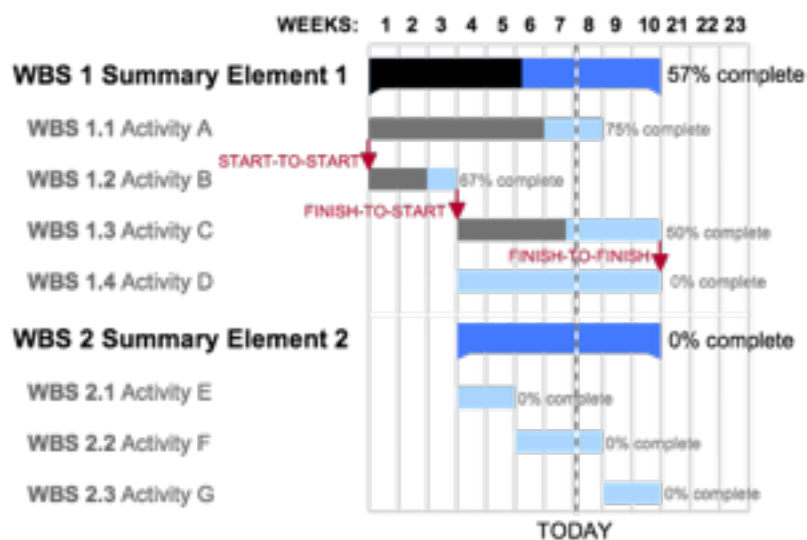 WEEKS: 1 2 3 4 5 6 7 8 9 10 21 22 23
WBS 1 Summary Element 1 57% complete
WBS 1.1 Activity A 75% complete
START-TO-START
WBS 1.2 Activity B 67% complete
FINISH-TO-START
WBS 1.3 Activity C 50% complete
FINISH-TO-FINISH
WBS 1.4 Activity D 0% complete
WBS 2 Summary Element 2 0% complete
WBS 2.1 Activity E 0% complete
WBS 2.2 Activity F 0% complete
WBS 2.3 Activity G 0% complete
TODAY